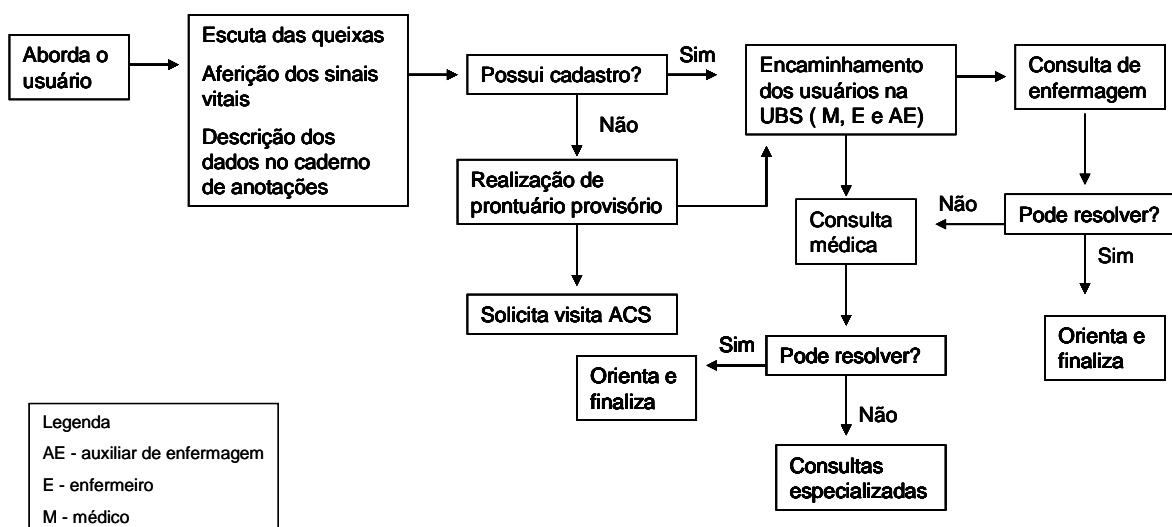 Aborda o
usuário
Escuta das queixas
Aferição dos sinais
vitais
Descrição dos
dados no caderno
de anotações
Possui cadastro?
Sim
Não
Realização de
prontuário provisório
Solicita visita ACS
Encaminhamento
dos usuários na
UBS ( M, E e AE)
Consulta de
enfermagem
Pode resolver?
Não
Sim
Orienta e
finaliza
Consulta
médica
Pode resolver?
Sim
Orienta e
finaliza
Não
Consultas
especializadas
Legenda
AE - auxiliar de enfermagem
E - enfermeiro
M - médico